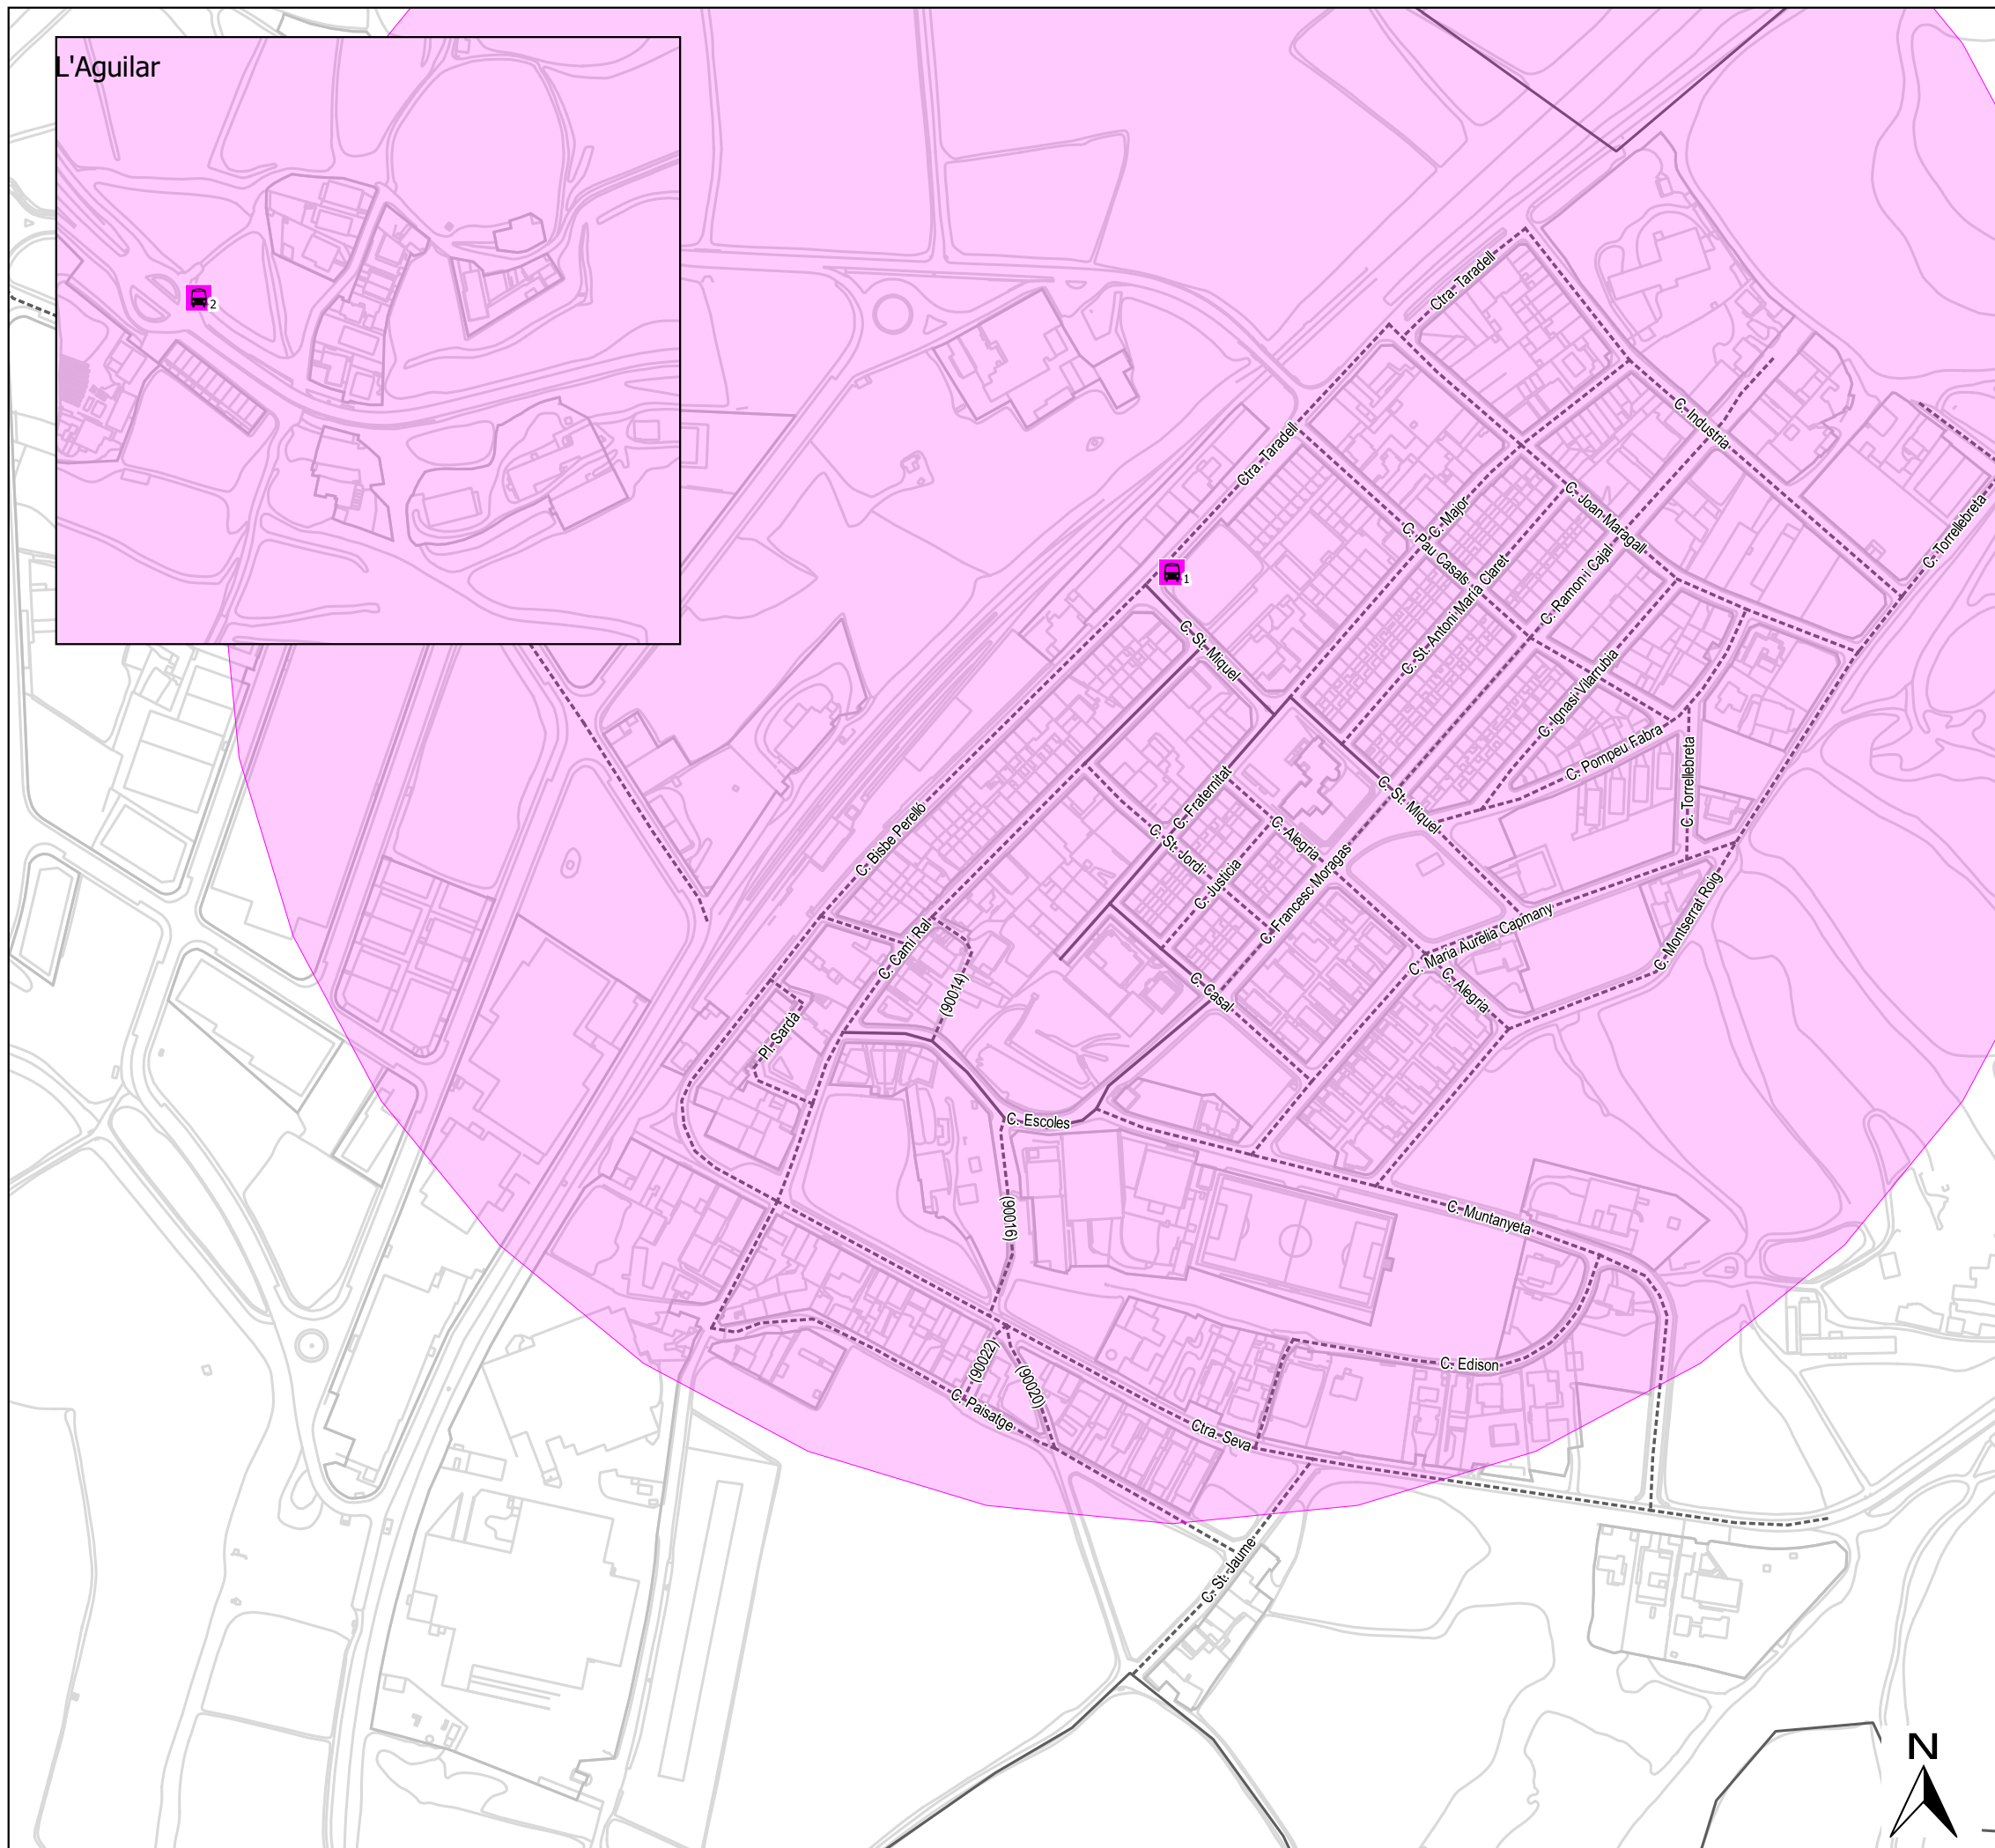 L'Aguilar
2
Ctra. Taradell
C. Industria
Ctra. Taradell
C. Major
C. Joan Maragall
C. Torrellebreta
C. Pau Casals
C. St. Antoni Maria Claret
C. Ramon i Cajal
1
C. St. Miquel
C. Ignasi Vilarrubia
C. Pompeu Fabra
C. Torrellebreta
C. Fraternitat
C. St. Miquel
C. Bisbe Perelló
C. St. Jordi
C. Alegria
C. Justicia
C. Francesc Moragas
C. Maria Aurelia Capmany
C. Montserrat Roig
C. Camí Ral
(90014)
C. Casal
C. Alegria
Pl. Sardà
C. Escoles
(90016)
C. Muntanyeta
C. Edison
(90022)
(90020)
C. Paisatge
Ctra. Seva
C. St. Jaume
N